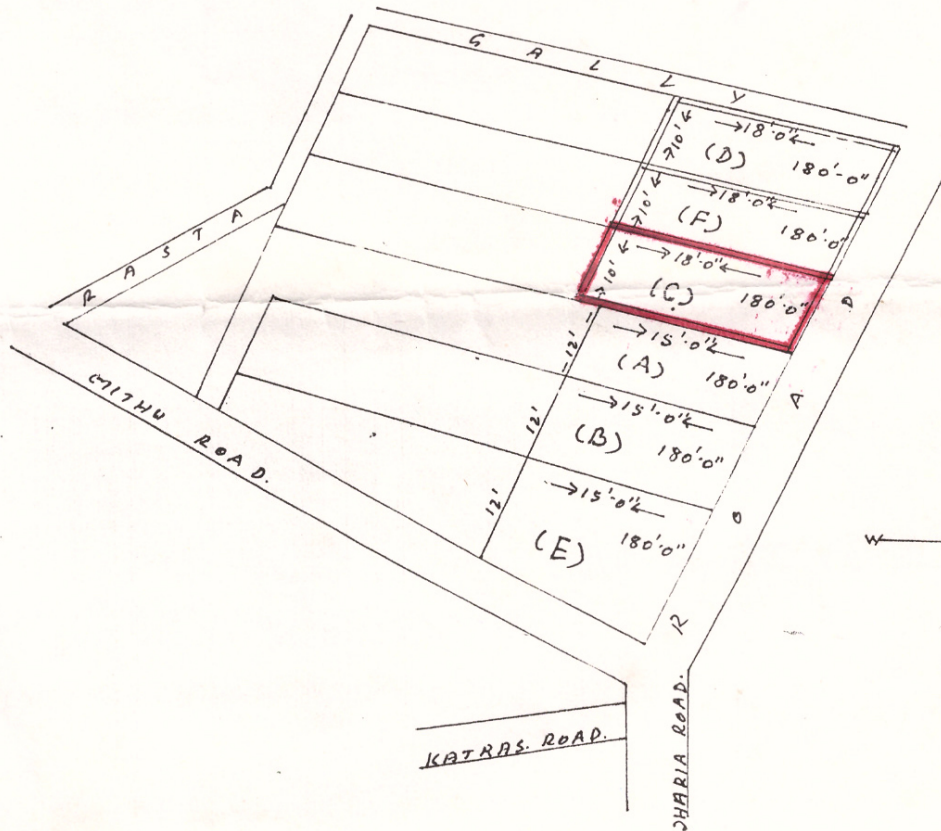 GALLY
10'
18'.0"
(D)
180'-0"
10'
18'.0"
(F)
180'.0"
10'
18'.0"
(C)
180'.0"
12'
15'.0"
(A)
180'.0"
12'
15'.0"
(B)
180'.0"
12'
15'.0"
(E)
180'.0"
RASTA
MITHU ROAD.
ROAD
W
KATRAS. ROAD.
JHARIA ROAD.